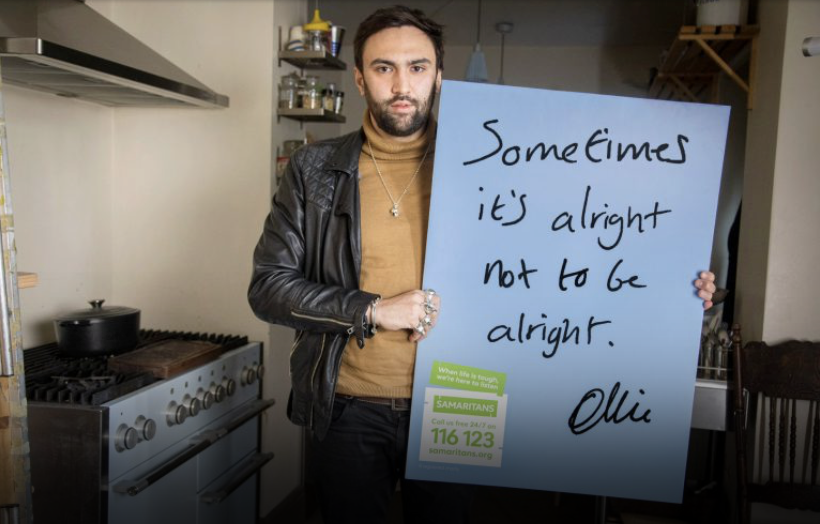 Sometimes
it's alright
not to be
alright.
Ollie
When life is tough,
we're here to listen
SAMARITANS
Call us free 24/7 on
116 123
samaritans.org